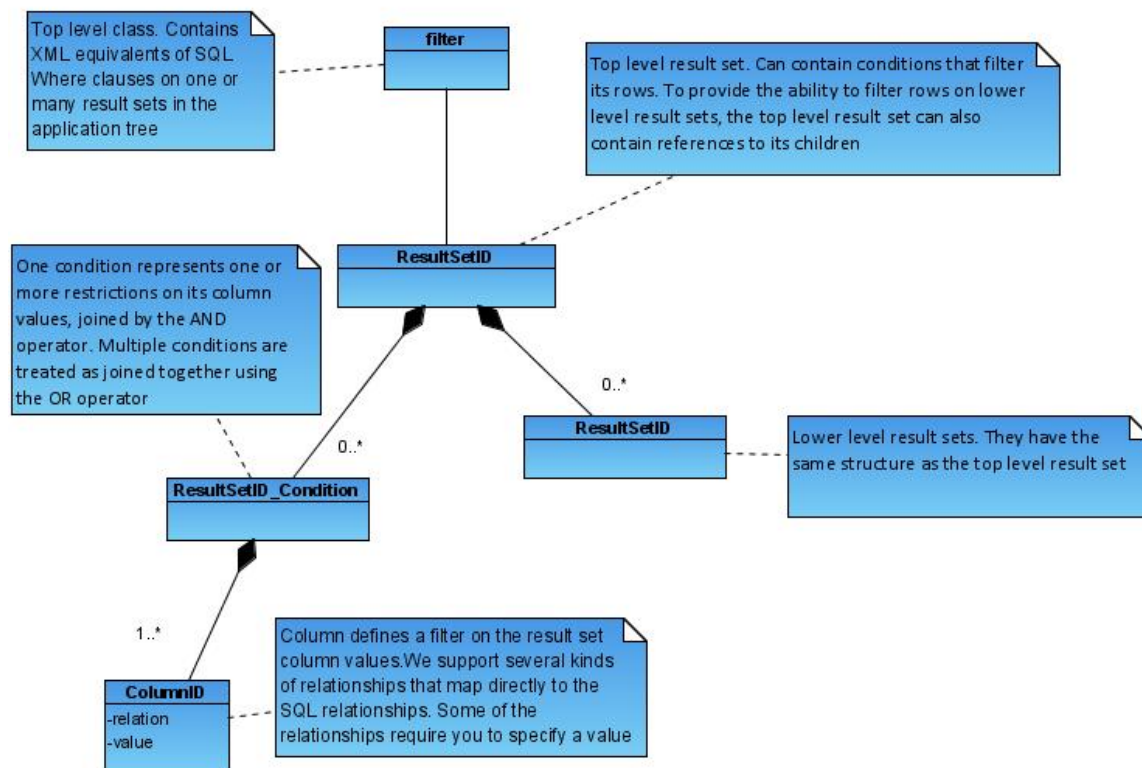 Top level class. Contains
XML equivalents of SQL
Where clauses on one or
many result sets in the
application tree
filter
Top level result set. Can contain conditions that filter
its rows. To provide the ability to filter rows on lower
level result sets, the top level result set can also
contain references to its children
ResultSetID
One condition represents one or
more restrictions on its column
values, joined by the AND
operator. Multiple conditions are
treated as joined together using
the OR operator
0..*
0..*
ResultSetID
Lower level result sets. They have the
same structure as the top level result set
ResultSetID_Condition
1..*
Column defines a filter on the result set
column values.We support several kinds
of relationships that map directly to the
SQL relationships. Some of the
relationships require you to specify a value
ColumnID
-relation
-value